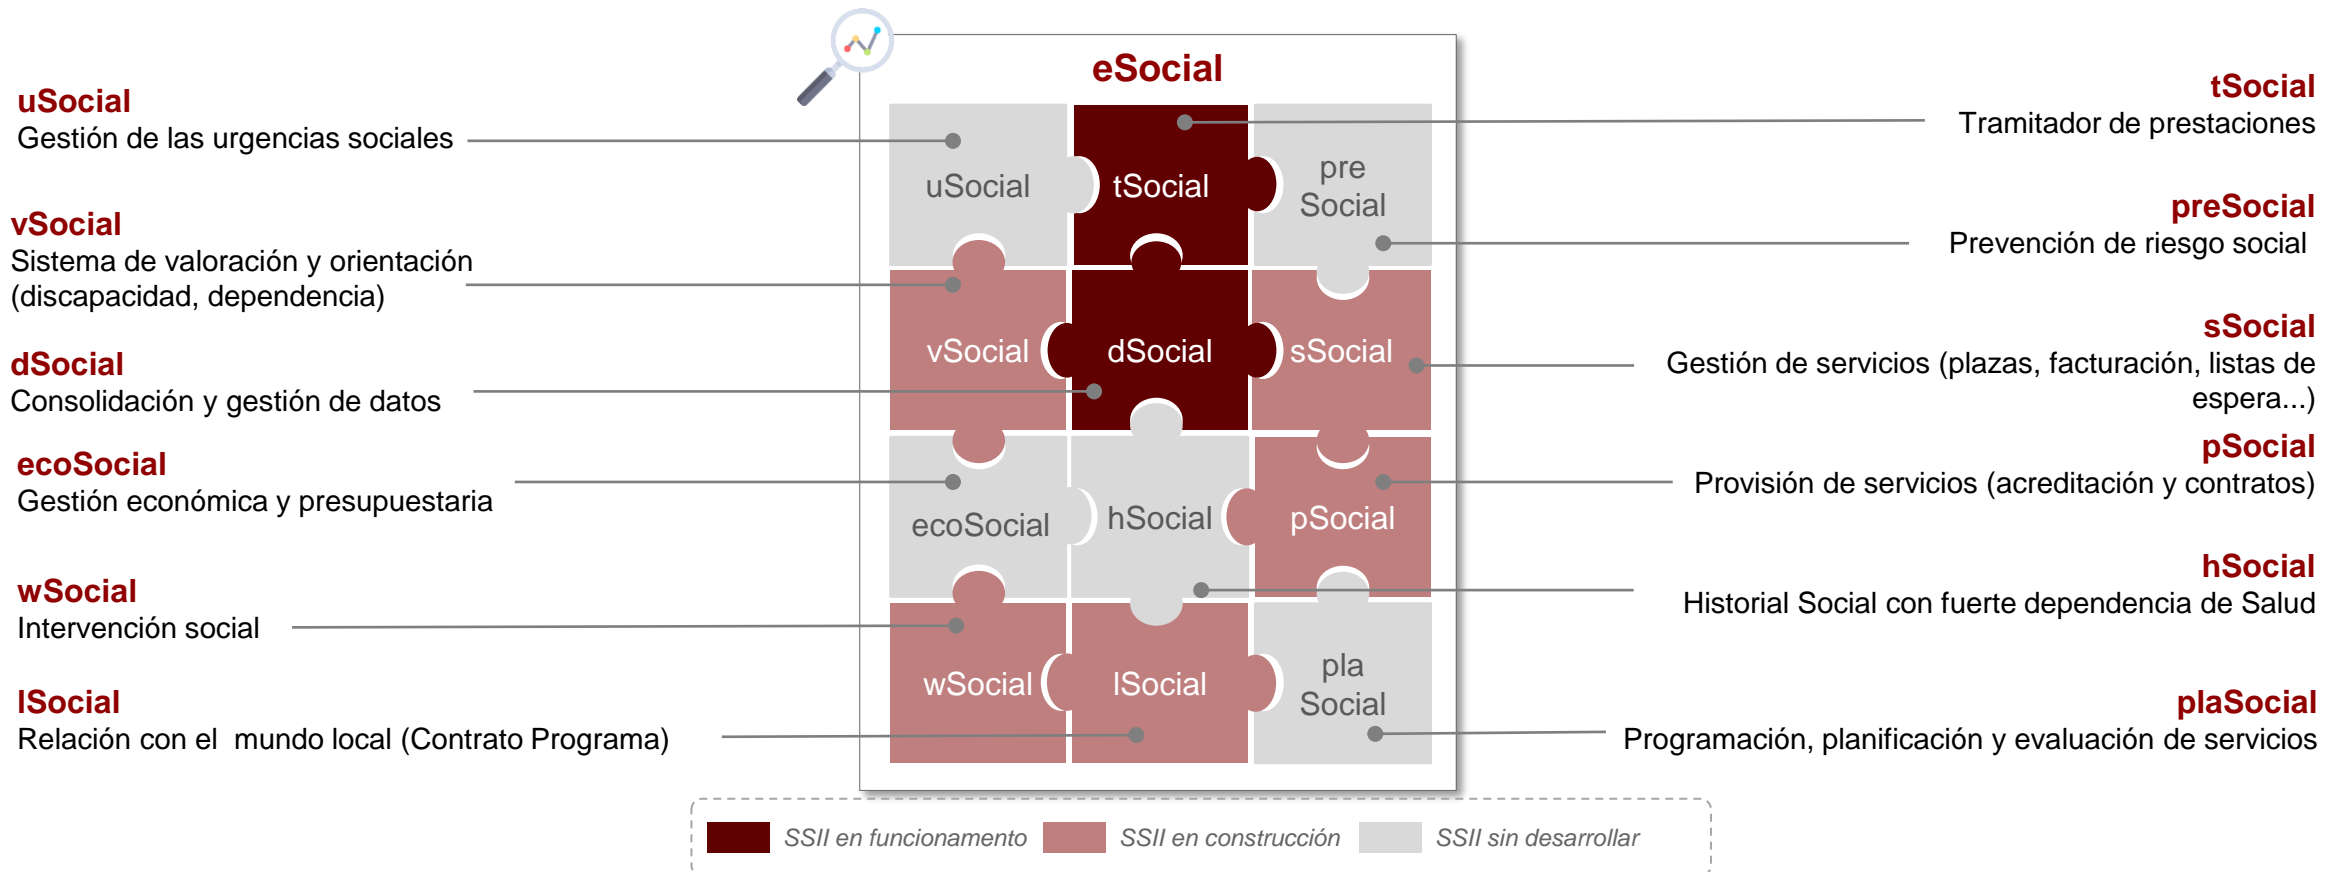 eSocial
uSocial
Gestión de las urgencias sociales
vSocial
Sistema de valoración y orientación
(discapacidad, dependencia)
dSocial
Consolidación y gestión de datos
ecoSocial
Gestión económica y presupuestaria
wSocial
Intervención social
lSocial
Relación con el  mundo local (Contrato Programa)
uSocial
tSocial
pre
Social
vSocial
dSocial
sSocial
ecoSocial
hSocial
pSocial
wSocial
lSocial
pla
Social
tSocial
Tramitador de prestaciones
preSocial
Prevención de riesgo social
sSocial
Gestión de servicios (plazas, facturación, listas de
espera...)
pSocial
Provisión de servicios (acreditación y contratos)
hSocial
Historial Social con fuerte dependencia de Salud
plaSocial
Programación, planificación y evaluación de servicios
SSII en funcionamento
SSII en construcción
SSII sin desarrollar